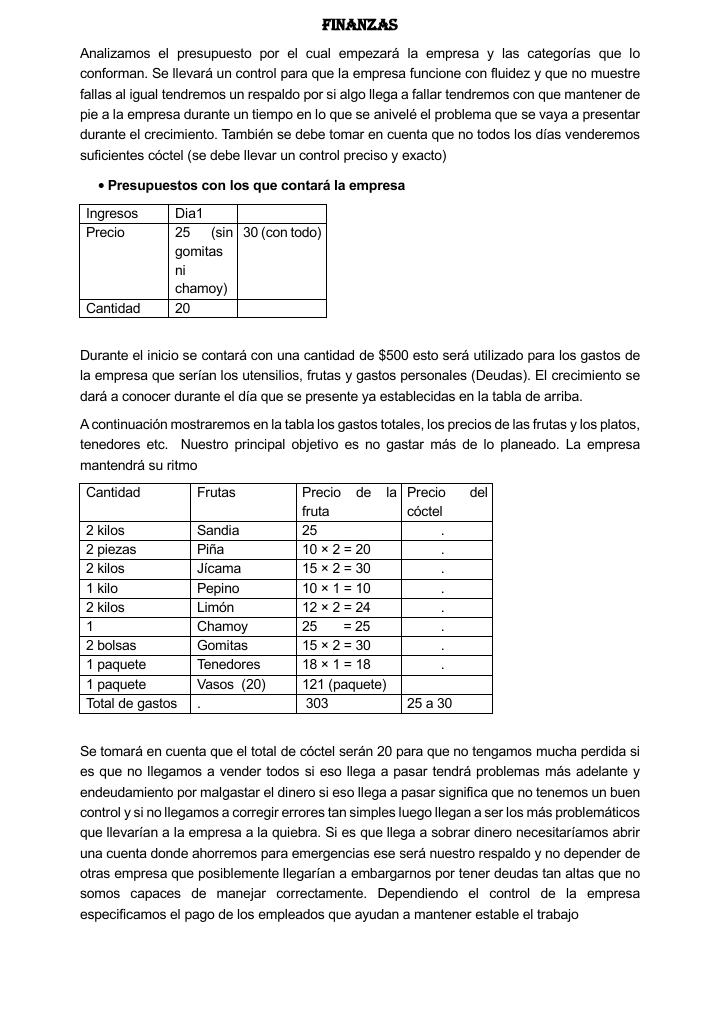 FINANZAS
Analizamos el presupuesto por el cual empezará la empresa y las categorías que lo
conforman. Se llevará un control para que la empresa funcione con fluidez y que no muestre
fallas al igual tendremos un respaldo por si algo llega a fallar tendremos con que mantener de
pie a la empresa durante un tiempo en lo que se anivelé el problema que se vaya a presentar
durante el crecimiento. También se debe tomar en cuenta que no todos los días venderemos
suficientes cóctel (se debe llevar un control preciso y exacto)
• Presupuestos con los que contará la empresa
Ingresos Dia1
Precio 25 (sin 30 (con todo)
gomitas
ni
chamoy)
Cantidad 20
Durante el inicio se contará con una cantidad de $500 esto será utilizado para los gastos de
la empresa que serían los utensilios, frutas y gastos personales (Deudas). El crecimiento se
dará a conocer durante el día que se presente ya establecidas en la tabla de arriba.
A continuación mostraremos en la tabla los gastos totales, los precios de las frutas y los platos,
tenedores etc. Nuestro principal objetivo es no gastar más de lo planeado. La empresa
mantendrá su ritmo
Cantidad Frutas Precio de la Precio del
fruta cóctel
2 kilos Sandia 25 .
2 piezas Piña 10 × 2 = 20 .
2 kilos Jícama 15 × 2 = 30 .
1 kilo Pepino 10 × 1 = 10 .
2 kilos Limón 12 × 2 = 24 .
1 Chamoy 25 = 25 .
2 bolsas Gomitas 15 × 2 = 30 .
1 paquete Tenedores 18 × 1 = 18 .
1 paquete Vasos (20) 121 (paquete)
Total de gastos . 303 25 a 30
Se tomará en cuenta que el total de cóctel serán 20 para que no tengamos mucha perdida si
es que no llegamos a vender todos si eso llega a pasar tendrá problemas más adelante y
endeudamiento por malgastar el dinero si eso llega a pasar significa que no tenemos un buen
control y si no llegamos a corregir errores tan simples luego llegan a ser los más problemáticos
que llevarían a la empresa a la quiebra. Si es que llega a sobrar dinero necesitaríamos abrir
una cuenta donde ahorremos para emergencias ese será nuestro respaldo y no depender de
otras empresa que posiblemente llegarían a embargarnos por tener deudas tan altas que no
somos capaces de manejar correctamente. Dependiendo el control de la empresa
especificamos el pago de los empleados que ayudan a mantener estable el trabajo